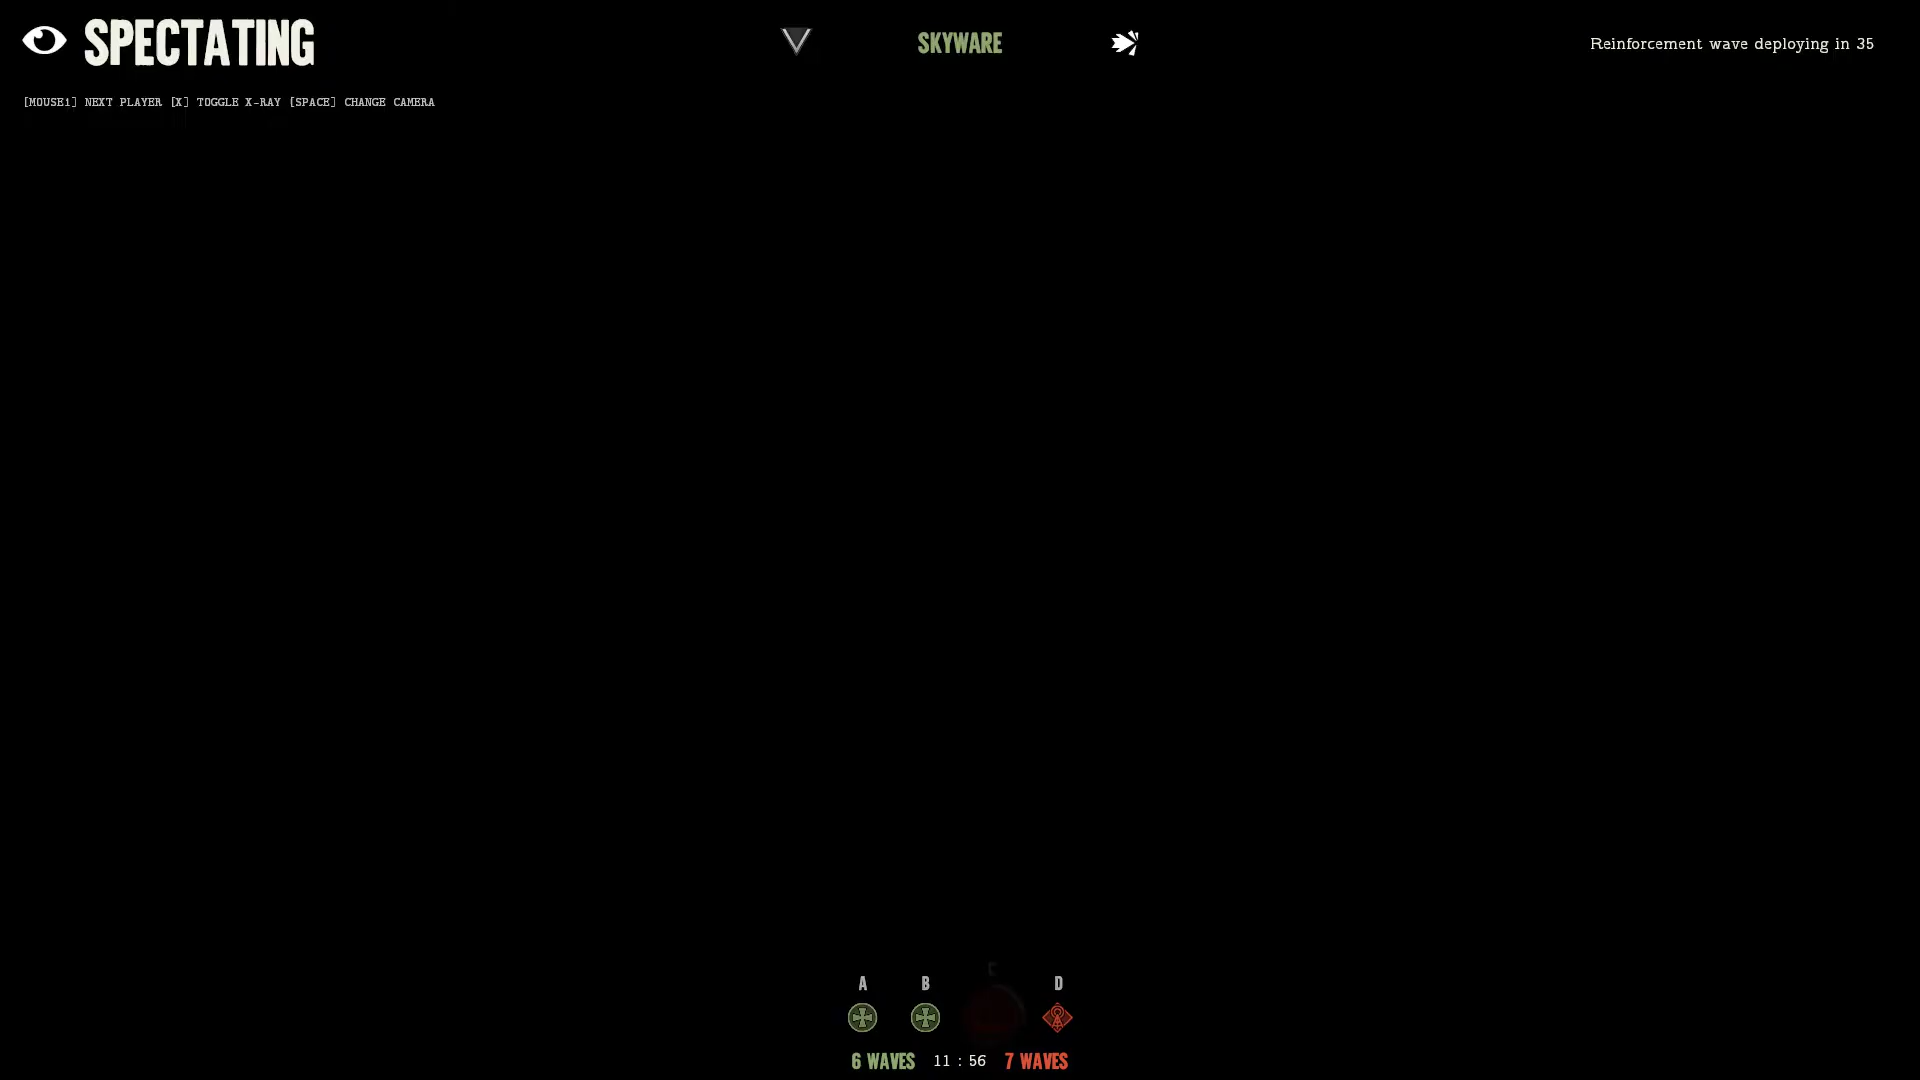 SPECTATING
SKYWARE
Reinforcement wave deploying in 35
[MOUSE1] NEXT PLAYER [X] TOGGLE X-RAY [SPACE] CHANGE CAMERA
A B C D
6 WAVES 11 : 56 7 WAVES